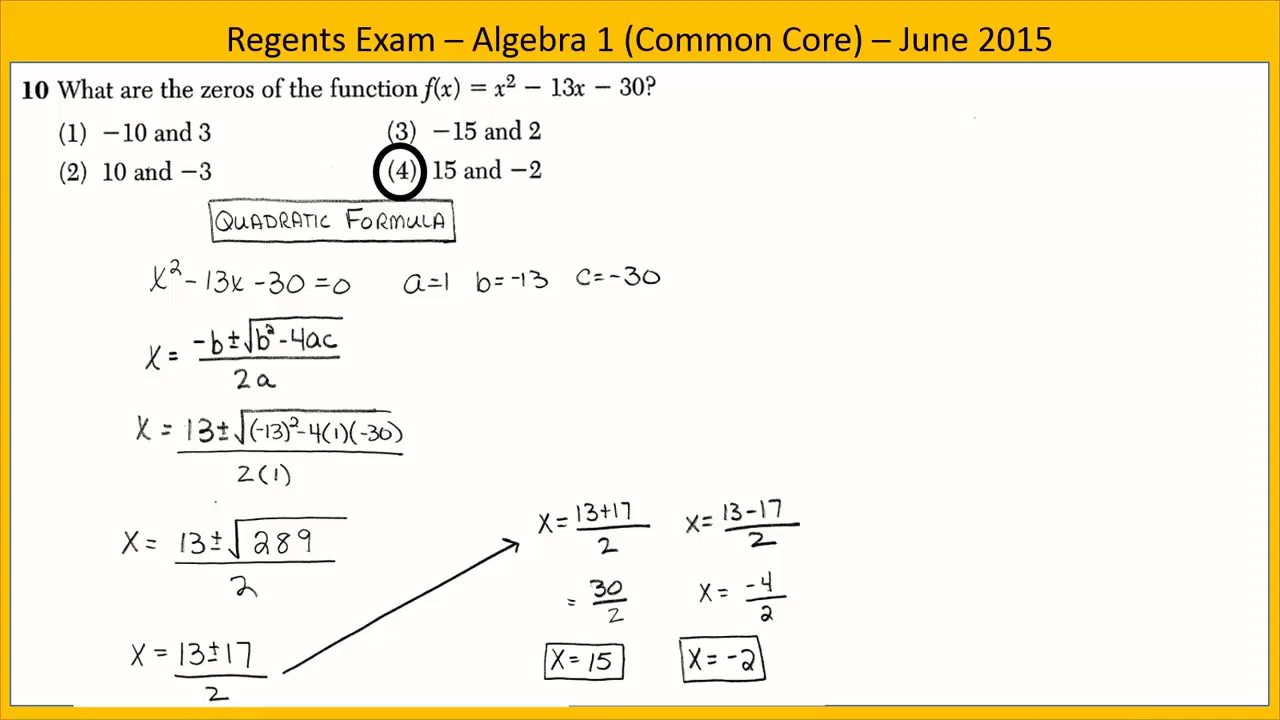 Regents Exam – Algebra 1 (Common Core) – June 2015
10 What are the zeros of the function f(x) = x² − 13x − 30?
(1) −10 and 3
(3) −15 and 2
(2) 10 and −3
(4) 15 and −2
QUADRATIC FORMULA
x² - 13x - 30 = 0 a=1 b=-13 c=-30
x = (-b ± √(b² - 4ac)) / 2a
x = (13 ± √((-13)² - 4(1)(-30))) / 2(1)
x = (13 ± √289) / 2
x = (13 ± 17) / 2
x = (13+17) / 2
= 30/2
x = 15
x = (13-17) / 2
x = -4/2
x = -2